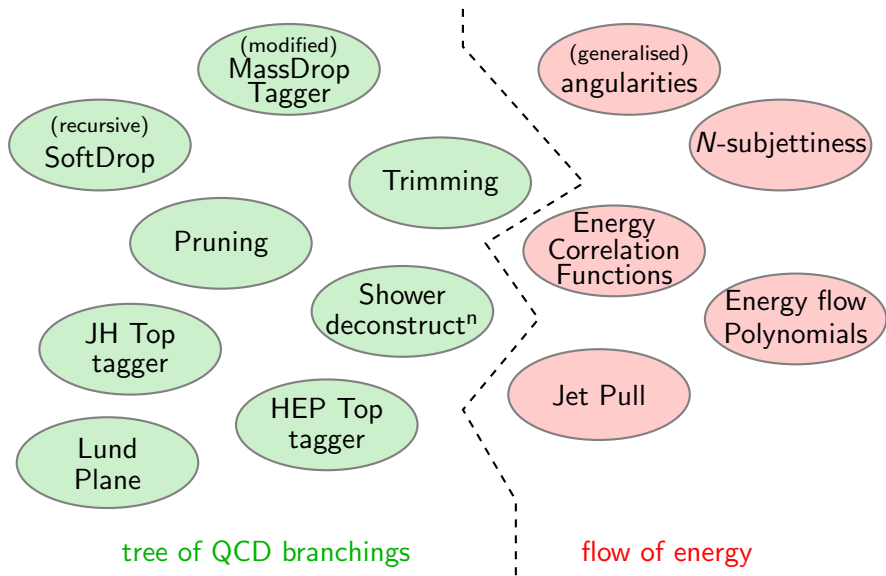 (modified)
MassDrop
Tagger
(recursive)
SoftDrop
Trimming
Pruning
Shower
deconstructⁿ
JH Top
tagger
HEP Top
tagger
Lund
Plane
tree of QCD branchings
(generalised)
angularities
N-subjettiness
Energy
Correlation
Functions
Energy flow
Polynomials
Jet Pull
flow of energy